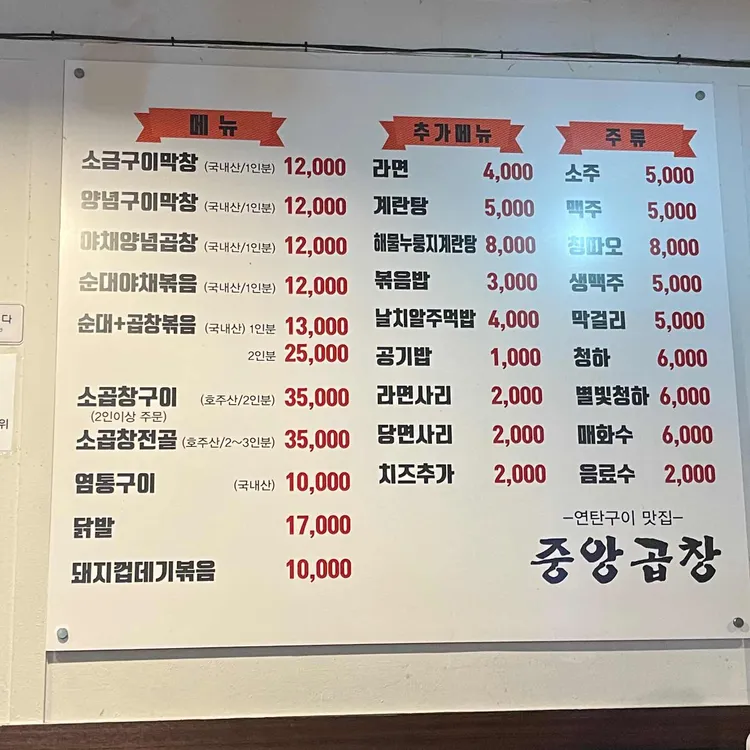 메뉴
소금구이막창 (국내산/1인분) 12,000
양념구이막창 (국내산/1인분) 12,000
야채양념곱창 (국내산/1인분) 12,000
순대야채볶음 (국내산/1인분) 12,000
순대+곱창볶음 (국내산) 1인분 13,000
2인분 25,000
소곱창구이 (호주산/2인분) 35,000
(2인이상 주문)
소곱창전골 (호주산/2~3인분) 35,000
염통구이 (국내산) 10,000
닭발 17,000
돼지껍데기볶음 10,000
추가메뉴
라면 4,000
계란탕 5,000
해물누룽지계란탕 8,000
볶음밥 3,000
날치알주먹밥 4,000
공기밥 1,000
라면사리 2,000
당면사리 2,000
치즈추가 2,000
주류
소주 5,000
맥주 5,000
칭따오 8,000
생맥주 5,000
막걸리 5,000
청하 6,000
별빛청하 6,000
매화수 6,000
음료수 2,000
-연탄구이 맛집-
중앙곱창
다
위